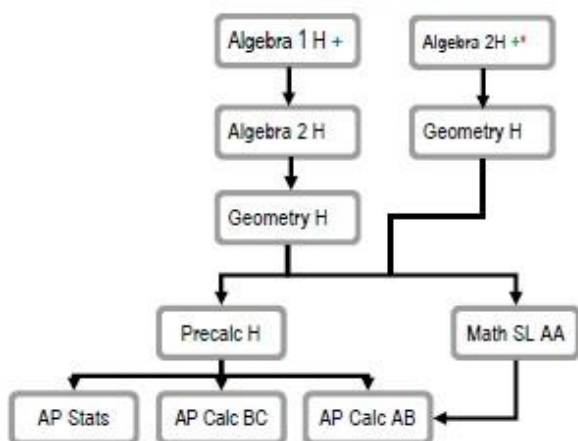 Algebra 1 H +
Algebra 2H +*
Algebra 2 H
Geometry H
Geometry H
Precalc H
Math SL AA
AP Stats
AP Calc BC
AP Calc AB